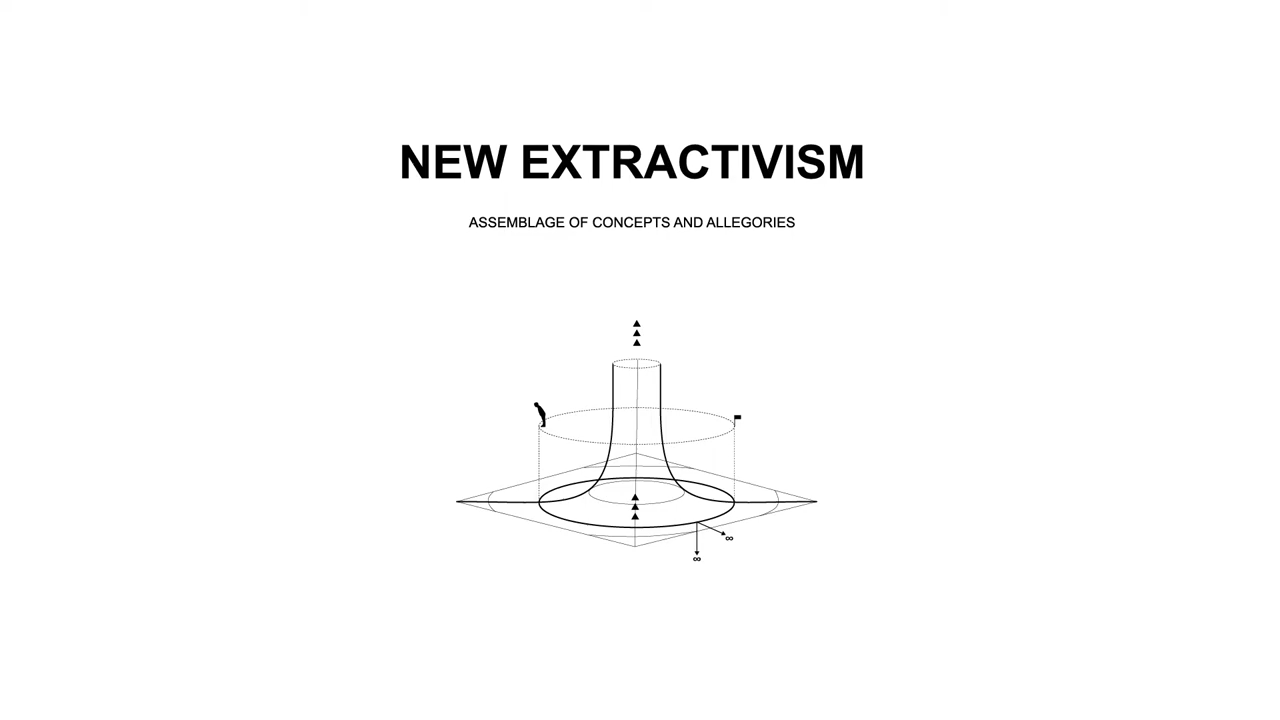 NEW EXTRACTIVISM
ASSEMBLAGE OF CONCEPTS AND ALLEGORIES
∞
∞